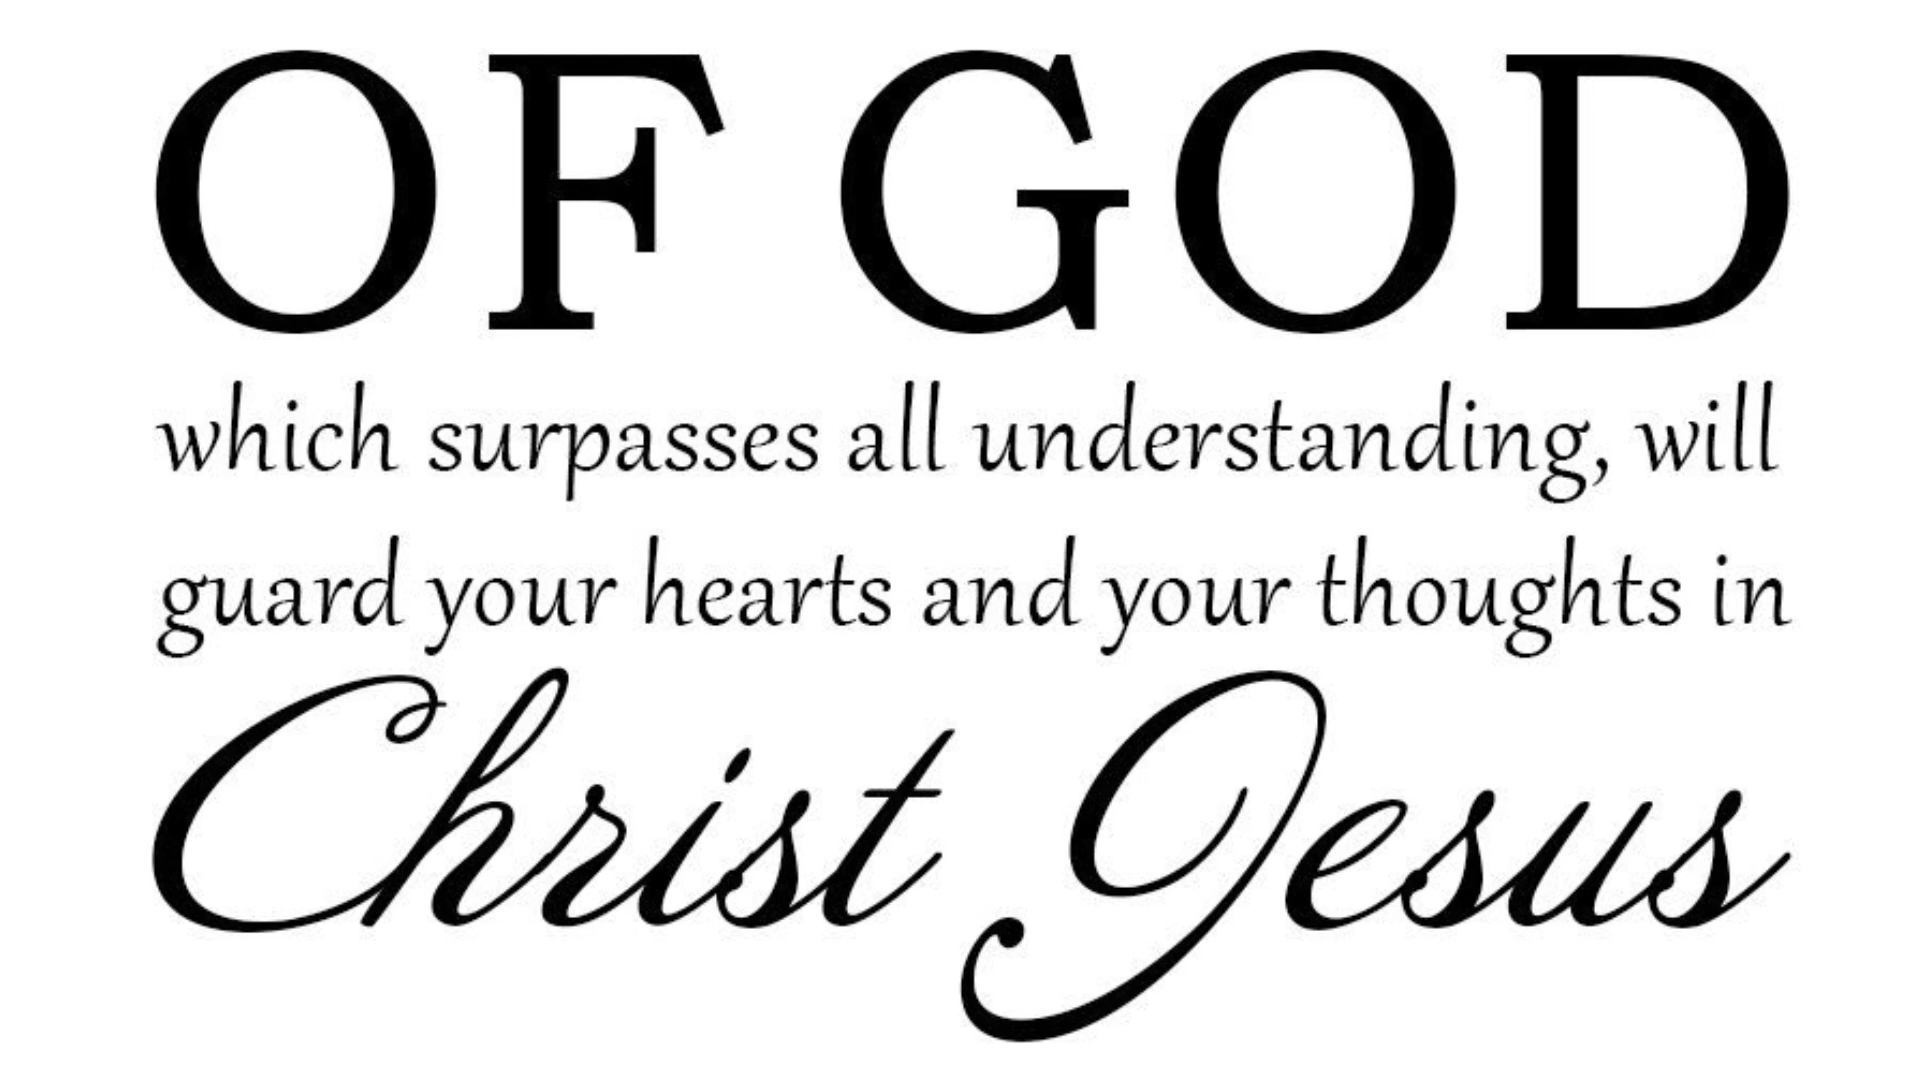 OF GOD
which surpasses all understanding, will
guard your hearts and your thoughts in
Christ Jesus